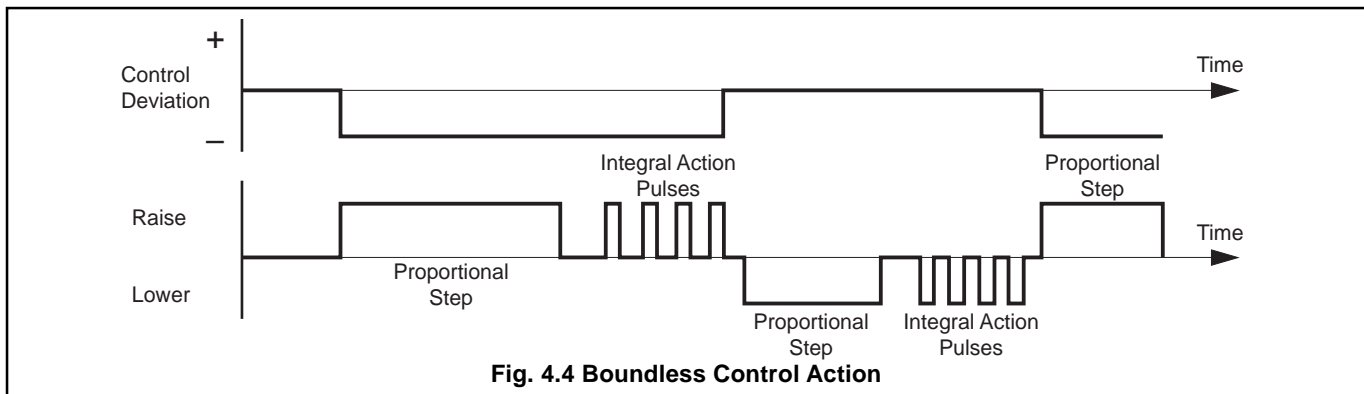 +
Control
Deviation
–
Time
Integral Action
Pulses
Proportional
Step
Raise
Lower
Time
Proportional
Step
Proportional
Step
Integral Action
Pulses
Fig. 4.4 Boundless Control Action